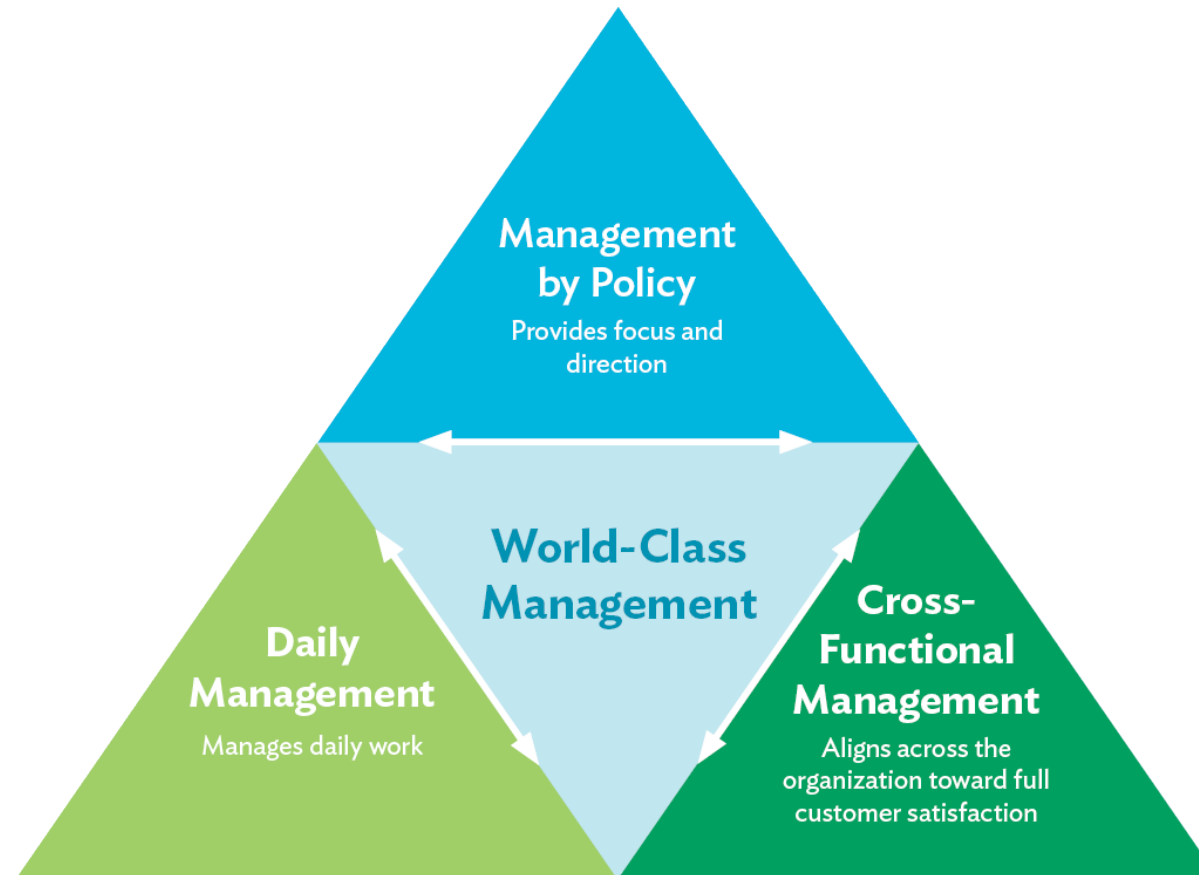 Management
by Policy
Provides focus and
direction
World-Class
Management
Daily
Management
Manages daily work
Cross-
Functional
Management
Aligns across the
organization toward full
customer satisfaction